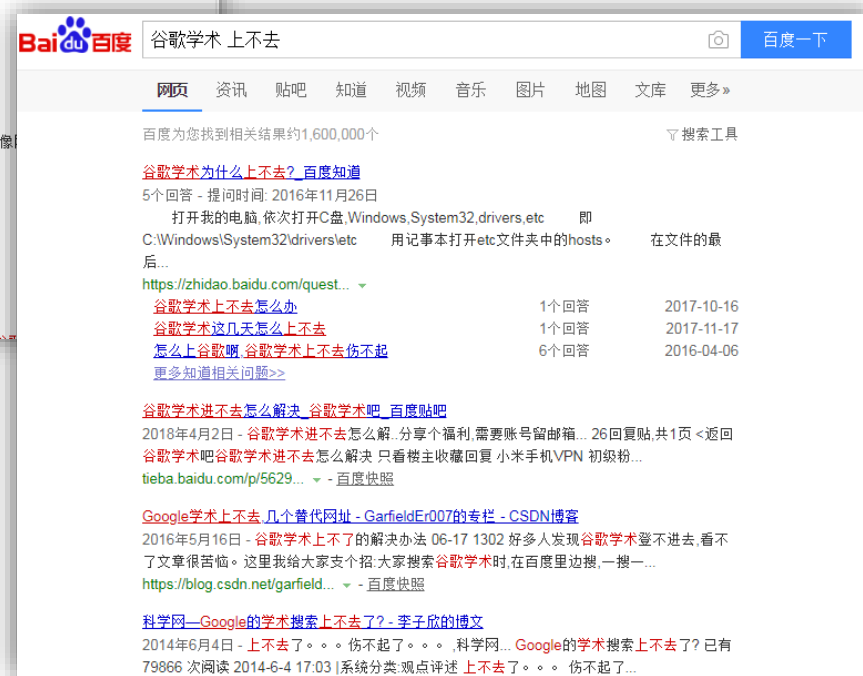 Bai du 百度
谷歌学术 上不去
百度一下
网页 资讯 贴吧 知道 视频 音乐 图片 地图 文库 更多»
百度为您找到相关结果约1,600,000个
搜索工具
像
谷歌学术为什么上不去?_百度知道
5个回答 - 提问时间: 2016年11月26日
打开我的电脑,依次打开C盘,Windows,System32,drivers,etc 即
C:\Windows\System32\drivers\etc 用记事本打开etc文件夹中的hosts。 在文件的最
后...
https://zhidao.baidu.com/quest...
谷歌学术上不去怎么办 1个回答 2017-10-16
谷歌学术这几天怎么上不去 1个回答 2017-11-17
怎么上谷歌啊,谷歌学术上不去伤不起 6个回答 2016-04-06
更多知道相关问题>>
谷歌学术进不去怎么解决_谷歌学术吧_百度贴吧
2018年4月2日 - 谷歌学术进不去怎么解..分享个福利,需要账号留邮箱... 26回复贴,共1页 <返回
谷歌学术吧谷歌学术进不去怎么解决 只看楼主收藏回复 小米手机VPN 初级粉...
tieba.baidu.com/p/5629... - 百度快照
Google学术上不去,几个替代网址 - GarfieldEr007的专栏 - CSDN博客
2016年5月16日 - 谷歌学术上不了的解决办法 06-17 1302 好多人发现谷歌学术登不进去,看不
了文章很苦恼。这里我给大家支个招:大家搜索谷歌学术时,在百度里边搜,一搜一...
https://blog.csdn.net/garfield... - 百度快照
科学网—Google的学术搜索上不去了? - 李子欣的博文
2014年6月4日 - 上不去了。。。伤不起了。。。 ,科学网... Google的学术搜索上不去了? 已有
79866 次阅读 2014-6-4 17:03 |系统分类:观点评述 上不去了。。。 伤不起了...